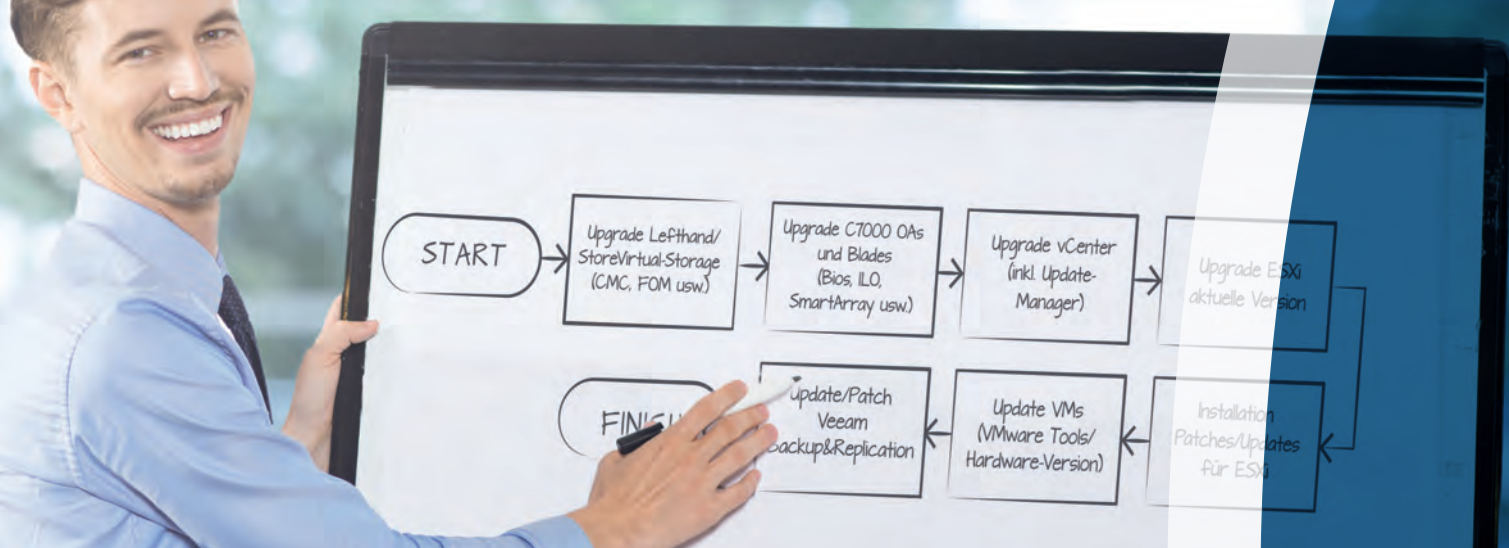 START
Upgrade Lefthand/
StoreVirtual-Storage
(CMC, FOM usw.)
Upgrade C7000 OAs
und Blades
(Bios, ILO,
SmartArray usw.)
Upgrade vCenter
(inkl. Update-
Manager)
Upgrade ESXi
aktuelle Version
Installation
Patches/Updates
für ESXi
Update VMs
(VMware Tools/
Hardware-Version)
Update/Patch
Veeam
Backup&Replication